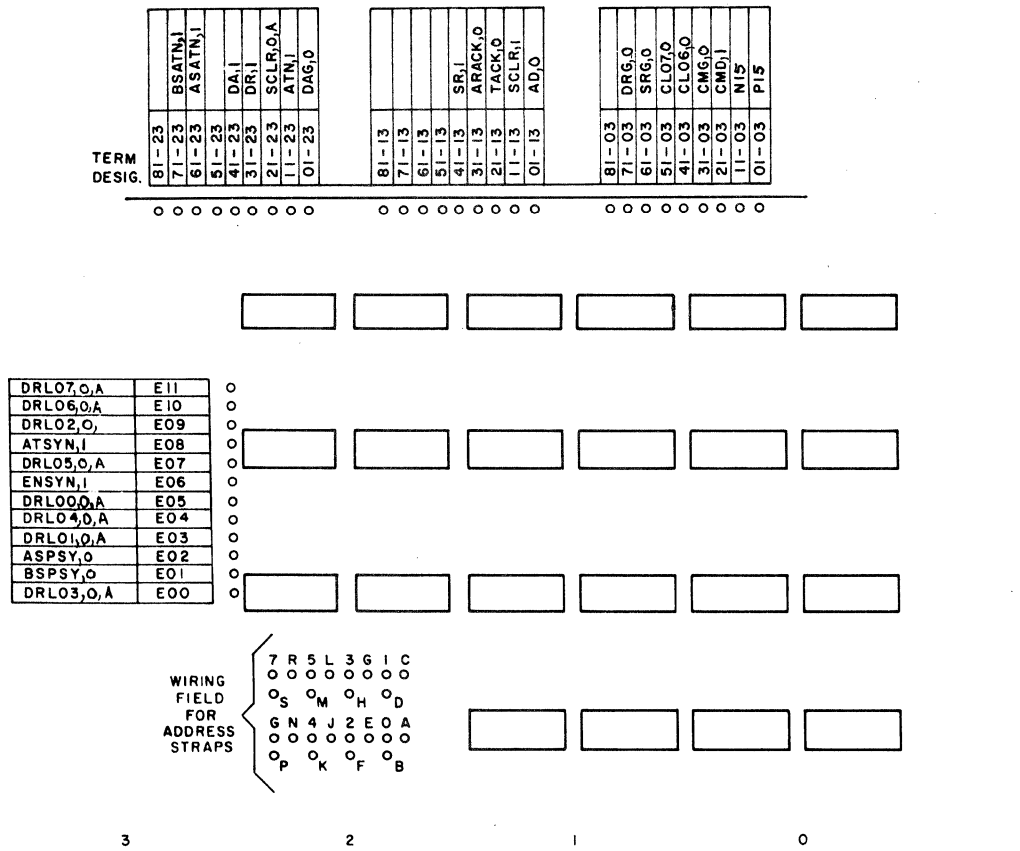 BSATN,1
ASATN,1
DA,1
DR,1
SCLR,0,A
ATN,1
DAG,0
SR,1
ARACK,0
TACK,0
SCLR,1
AD,0
DRG,0
SRG,0
CL07,0
CL06,0
CMG,0
CMD,1
N15
P15
TERM
DESIG.
81-23
71-23
61-23
51-23
41-23
31-23
21-23
11-23
01-23
81-13
71-13
61-13
51-13
41-13
31-13
21-13
11-13
01-13
81-03
71-03
61-03
51-03
41-03
31-03
21-03
11-03
01-03
DRL07,0,A E11
DRL06,0,A E10
DRL02,0, E09
ATSYN,1 E08
DRL05,0,A E07
ENSYN,1 E06
DRL00,0,A E05
DRL04,0,A E04
DRL01,0,A E03
ASPSY,0 E02
BSPSY,0 E01
DRL03,0,A E00
WIRING
FIELD
FOR
ADDRESS
STRAPS
7 R 5 L 3 G 1 C
S M H D
G N 4 J 2 E 0 A
P K F B
3 2 1 0